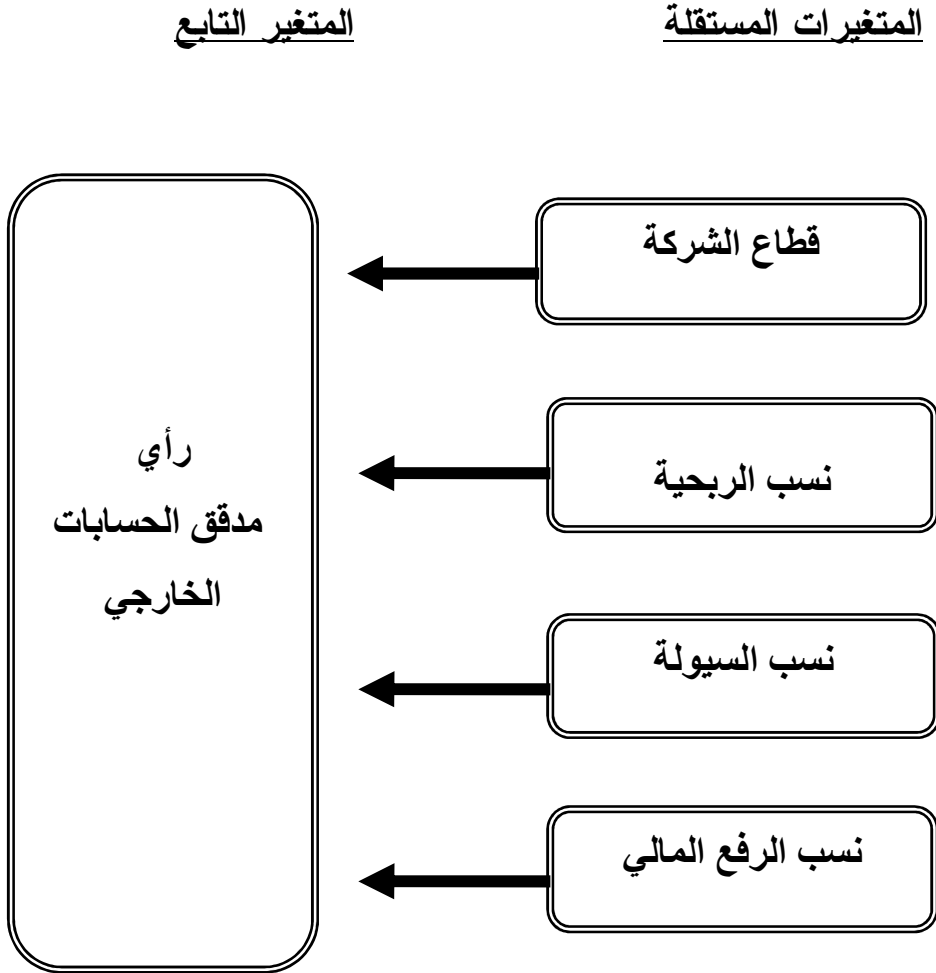 المتغيرات المستقلة
المتغير التابع
قطاع الشركة
نسب الربحية
نسب السيولة
نسب الرفع المالي
رأي
مدقق الحسابات
الخارجي